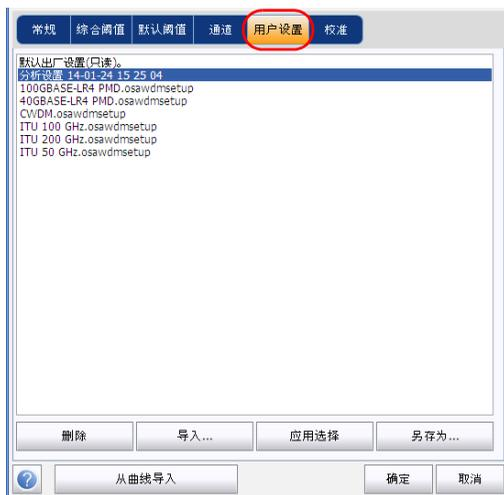 常规 综合阈值 默认阈值 通道 用户设置 校准
默认出厂设置(只读)。
分析设置 14-01-24 15 25 04
100GBASE-LR4 PMD.osawdmsetup
40GBASE-LR4 PMD.osawdmsetup
CWDM.osawdmsetup
ITU 100 GHz.osawdmsetup
ITU 200 GHz.osawdmsetup
ITU 50 GHz.osawdmsetup
删除 导入... 应用选择 另存为...
? 从曲线导入 确定 取消